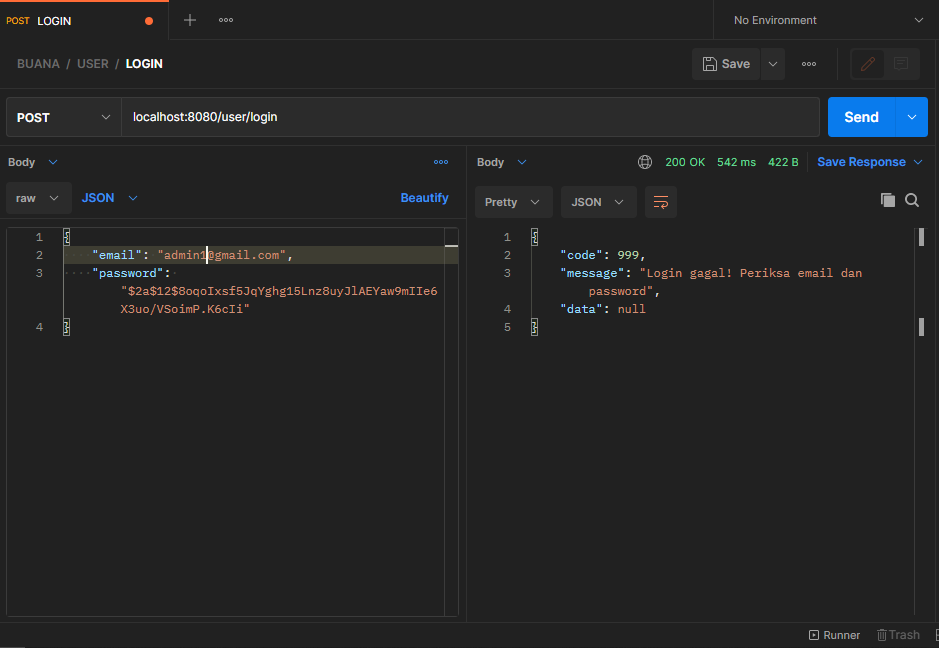 POST LOGIN
No Environment
BUANA / USER / LOGIN
Save
POST
localhost:8080/user/login
Send
Body
Body
200 OK 542 ms 422 B
Save Response
raw
JSON
Beautify
Pretty
JSON
1 {
2 "email": "admin1@gmail.com",
3 "password":
"$2a$12$8oqoIxsf5JqYghg15Lnz8uyJlAEYaw9mIIe6
X3uo/VSoimP.K6cIi"
4 }
1 {
2 "code": 999,
3 "message": "Login gagal! Periksa email dan
password",
4 "data": null
5 }
Runner
Trash